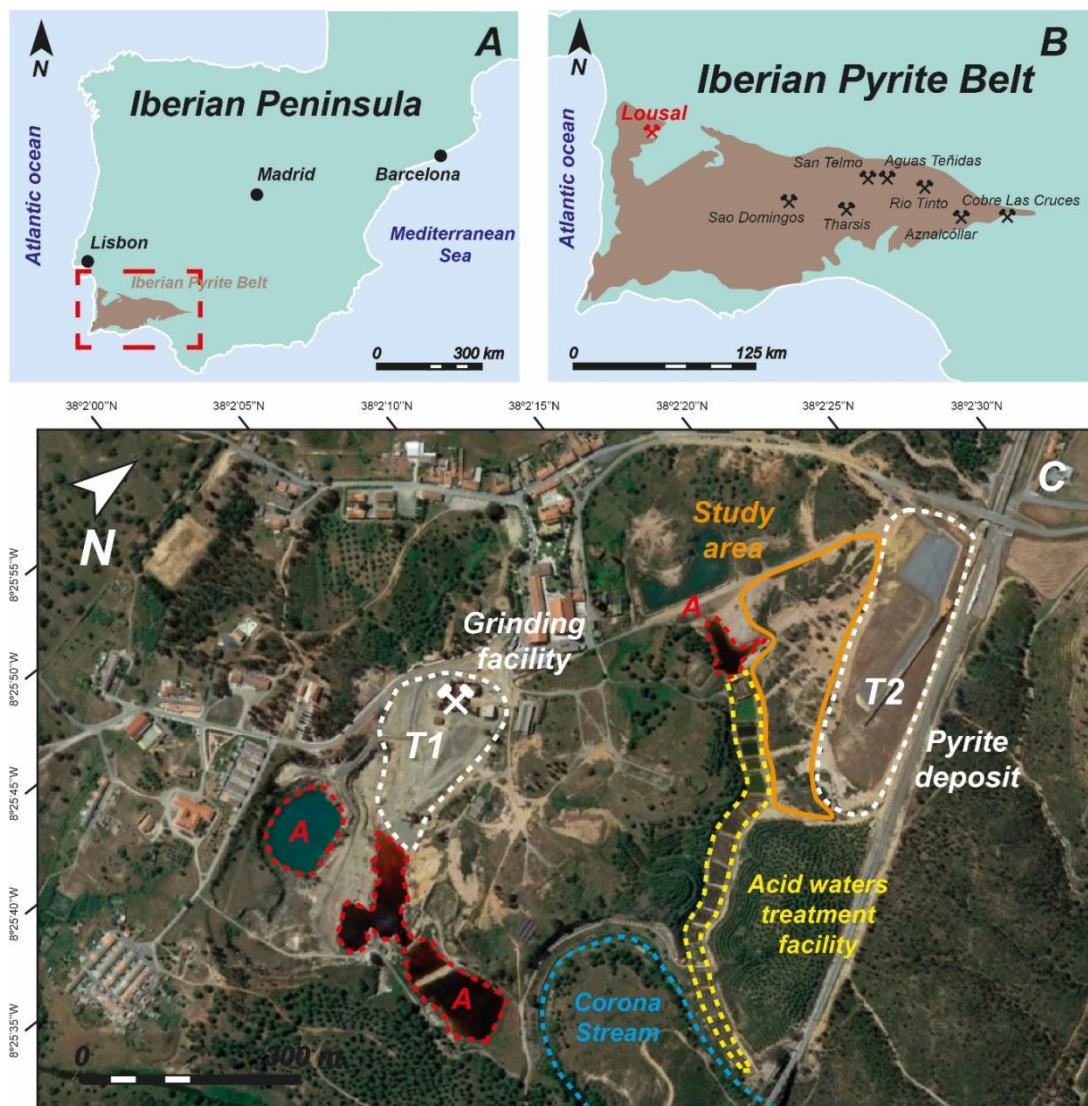 A
N
Iberian Peninsula
Atlantic ocean
Madrid
Barcelona
Mediterranean
Sea
Lisbon
Iberian Pyrite Belt
0
300 km
B
N
Iberian Pyrite Belt
Atlantic ocean
Lousal
San Telmo
Aguas Teñidas
Sao Domingos
Tharsis
Rio Tinto
Cobre Las Cruces
Aznalcóllar
0
125 km
38°2'00"N
38°2'05"N
38°2'10"N
38°2'15"N
38°2'20"N
38°2'25"N
38°2'30"N
8°25'55"W
8°25'50"W
8°25'45"W
8°25'40"W
8°25'35"W
C
N
Study
area
A
Grinding
facility
T1
T2
Pyrite
deposit
A
A
Acid waters
treatment
facility
Corona
Stream
0